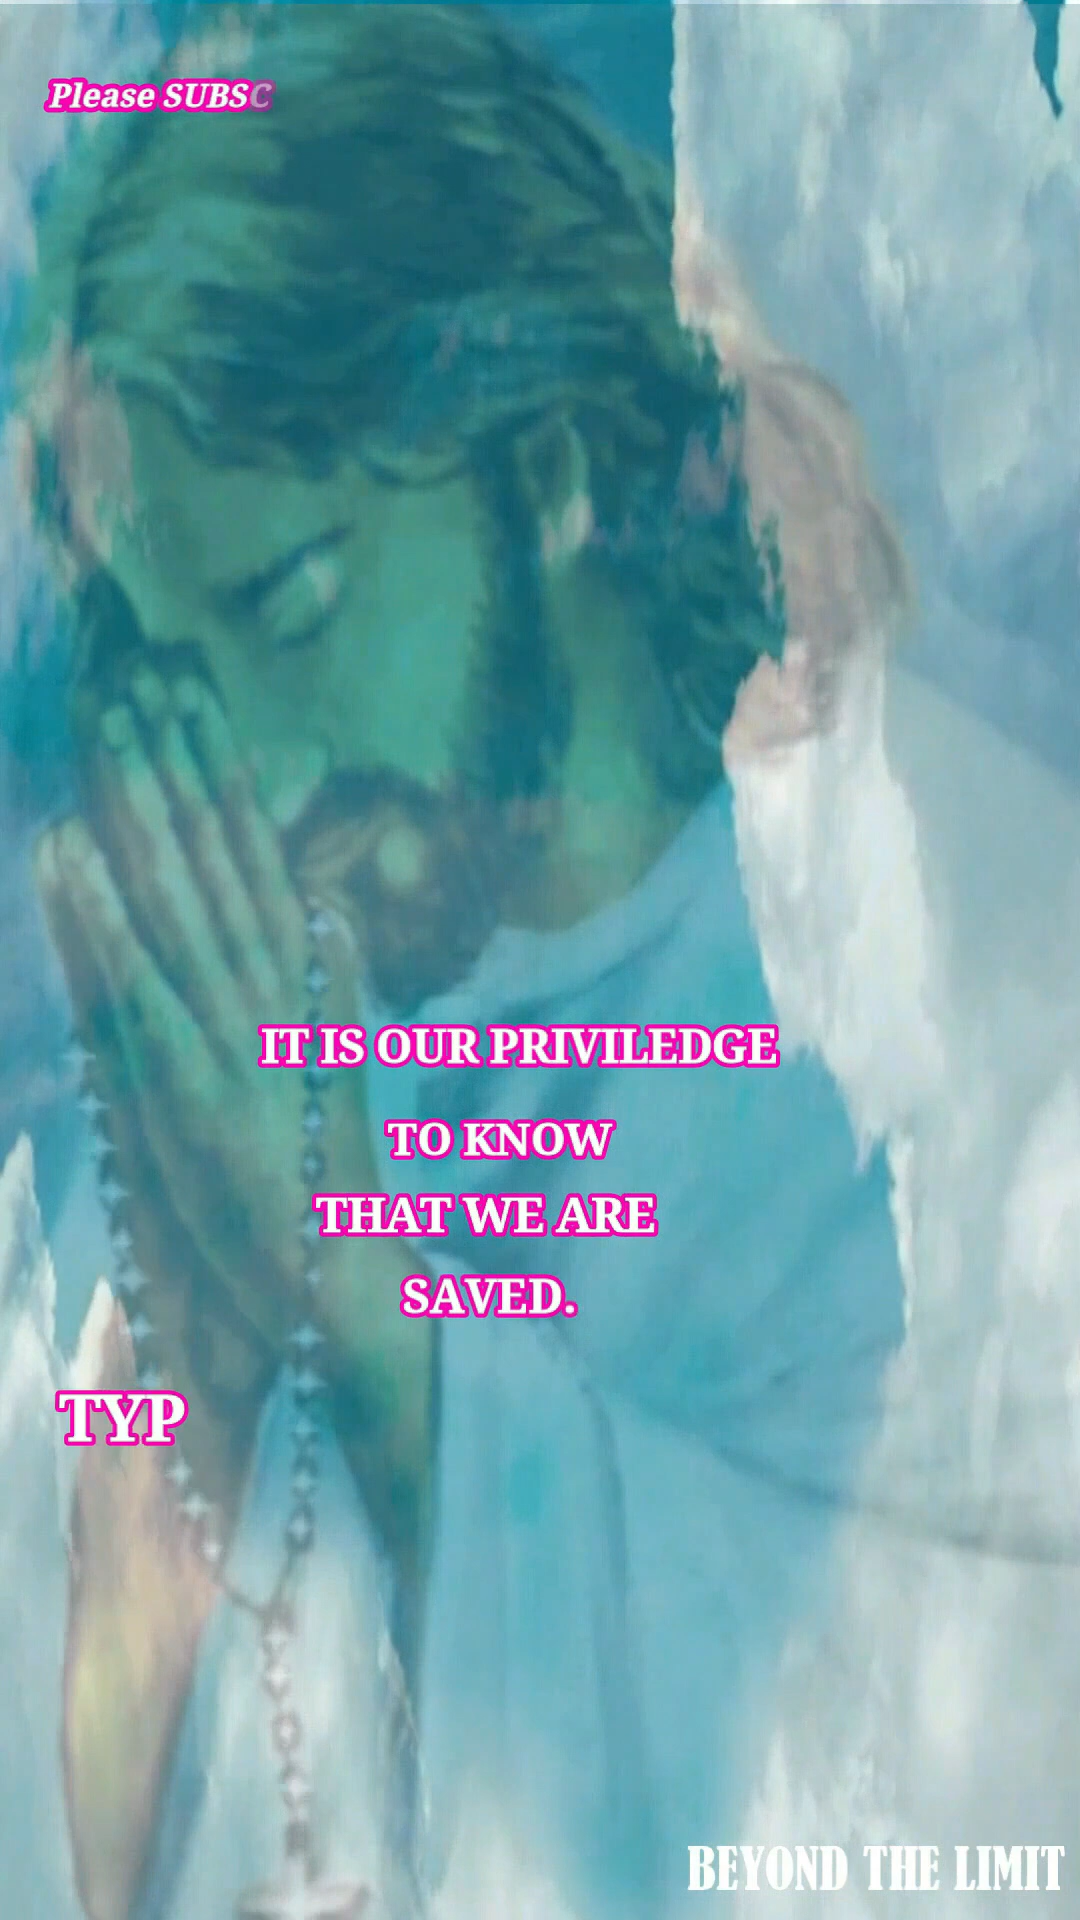 Please SUBSC
IT IS OUR PRIVILEDGE
TO KNOW
THAT WE ARE
SAVED.
TYP
BEYOND THE LIMIT